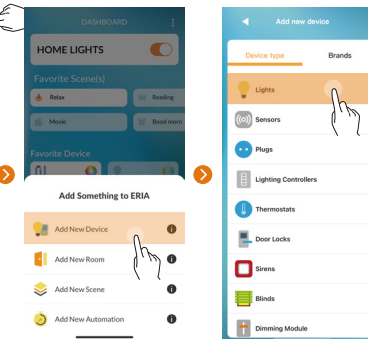 DASHBOARD
HOME LIGHTS
Favorite Scene(s)
Relax
Reading
Movie
Good morn
Favorite Device
Add Something to ERIA
Add New Device
Add New Room
Add New Scene
Add New Automation
Add new device
Device type
Brands
Lights
Sensors
Plugs
Lighting Controllers
Thermostats
Door Locks
Sirens
Blinds
Dimming Module